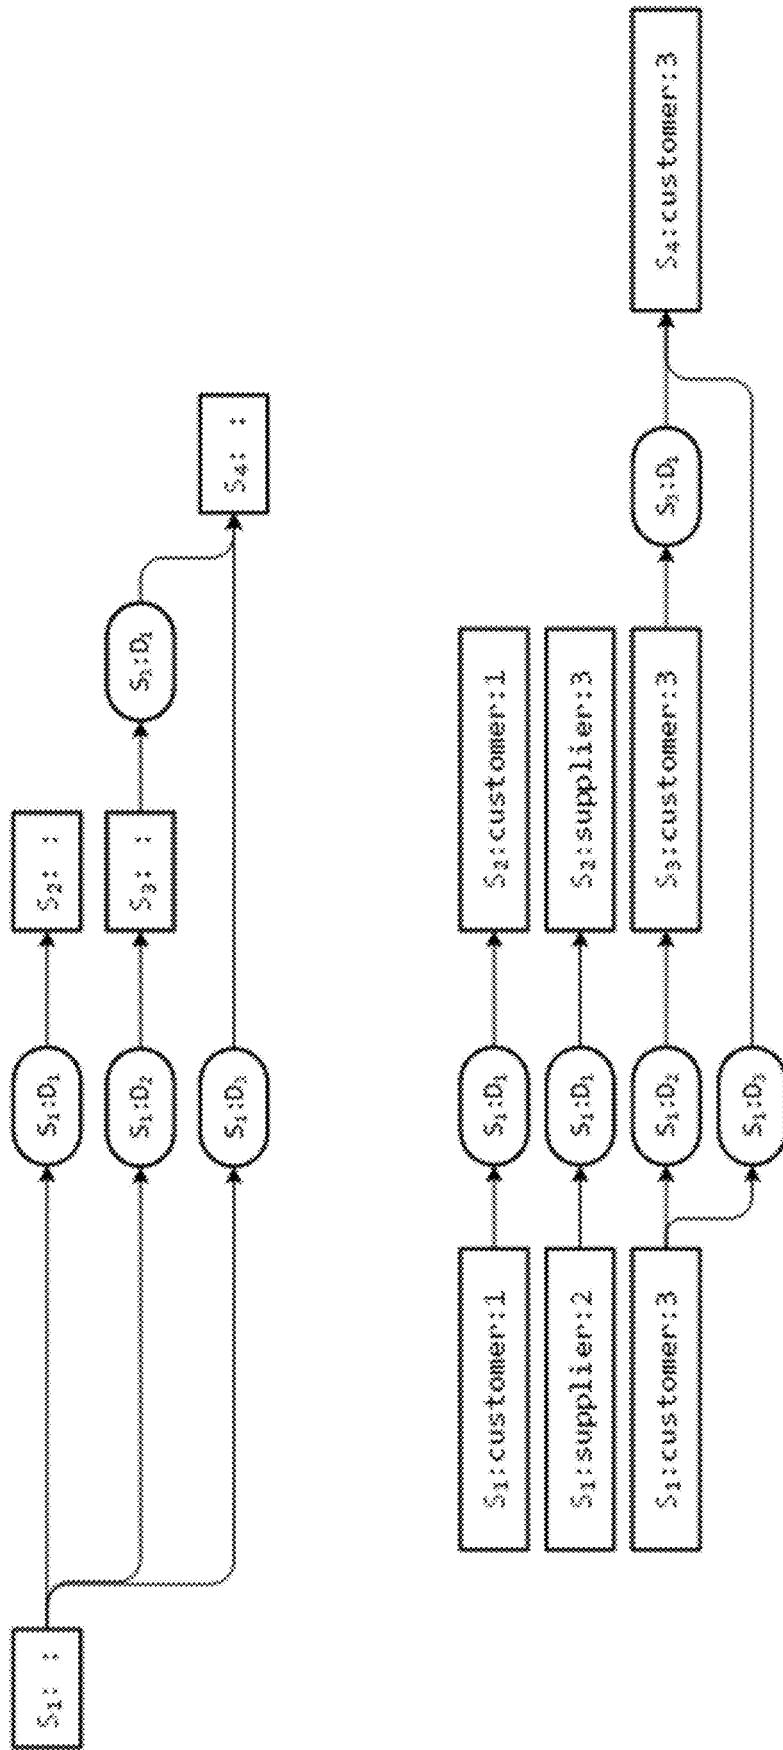 S₁: :
S₁:D₁
S₂: :
S₁:D₂
S₃: :
S₃:D₁
S₁:D₃
S₄: :
S₁:customer:1
S₁:D₁
S₂:customer:1
S₁:supplier:2
S₁:D₁
S₂:supplier:3
S₁:customer:3
S₁:D₂
S₃:customer:3
S₃:D₁
S₄:customer:3
S₁:D₃